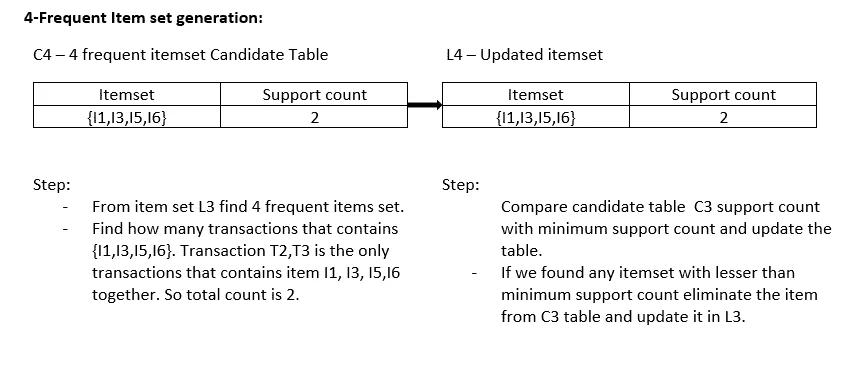 4-Frequent Item set generation:
C4 – 4 frequent itemset Candidate Table
Itemset Support count
{I1,I3,I5,I6} 2
Step:
- From item set L3 find 4 frequent items set.
- Find how many transactions that contains
{I1,I3,I5,I6}. Transaction T2,T3 is the only
transactions that contains item I1, I3, I5,I6
together. So total count is 2.
L4 – Updated itemset
Itemset Support count
{I1,I3,I5,I6} 2
Step:
Compare candidate table C3 support count
with minimum support count and update the
table.
- If we found any itemset with lesser than
minimum support count eliminate the item
from C3 table and update it in L3.